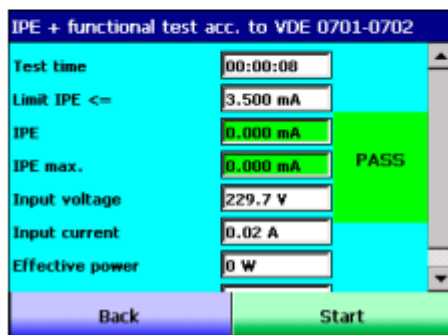 IPE + functional test acc. to VDE 0701-0702
Test time 00:00:08
Limit IPE <= 3.500 mA
IPE 0.000 mA
IPE max. 0.000 mA
PASS
Input voltage 229.7 V
Input current 0.02 A
Effective power 0 W
Back Start